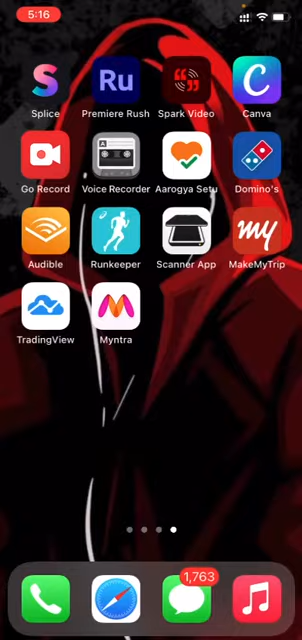 5:16
Ru
C
Splice
Premiere Rush
Spark Video
Canva
A
Go Record
Voice Recorder
Aarogya Setu
Domino's
my
Audible
Runkeeper
Scanner App
MakeMyTrip
TradingView
Myntra
1,763